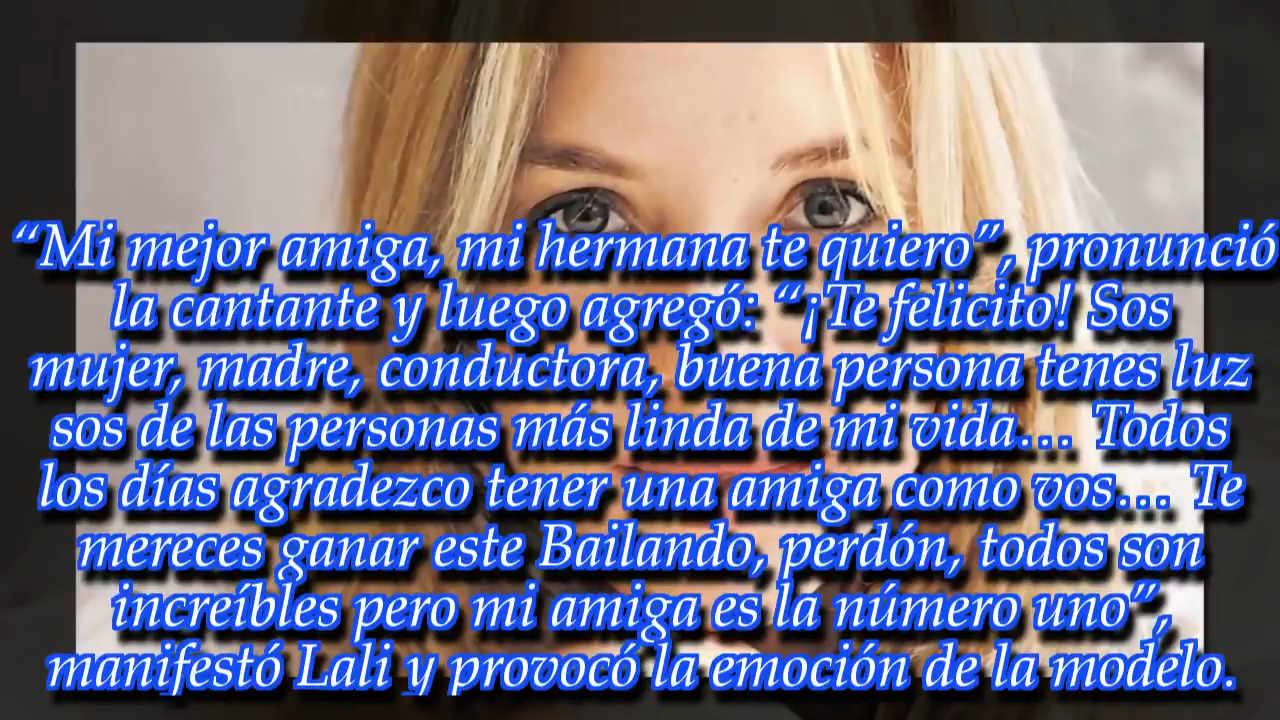 “Mi mejor amiga, mi hermana te quiero”, pronunció
la cantante y luego agregó: “¡Te felicito! Sos
mujer, madre, conductora, buena persona tenes luz
sos de las personas más linda de mi vida… Todos
los días agradezco tener una amiga como vos… Te
mereces ganar este Bailando, perdón, todos son
increíbles pero mi amiga es la número uno”,
manifestó Lali y provocó la emoción de la modelo.